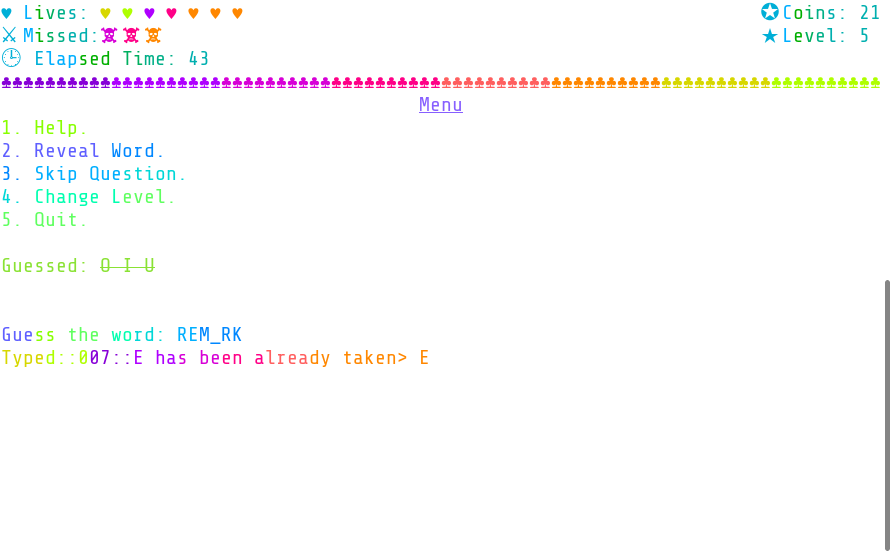 ♥ Lives: ♥ ♥ ♥ ♥ ♥ ♥ ♥ ✪Coins: 21
⚔ Missed:☠ ☠ ☠ ★Level: 5
🕒 Elapsed Time: 43
♣♣♣♣♣♣♣♣♣♣♣♣♣♣♣♣♣♣♣♣♣♣♣♣♣♣♣♣♣♣♣♣♣♣♣♣♣♣♣♣♣♣♣♣♣♣♣♣♣♣♣♣♣♣♣♣♣♣♣♣♣♣♣♣♣♣♣♣♣♣♣♣♣♣♣♣♣♣♣♣
Menu
1. Help.
2. Reveal Word.
3. Skip Question.
4. Change Level.
5. Quit.
Guessed: O I U
Guess the word: REM_RK
Typed::007::E has been already taken> E